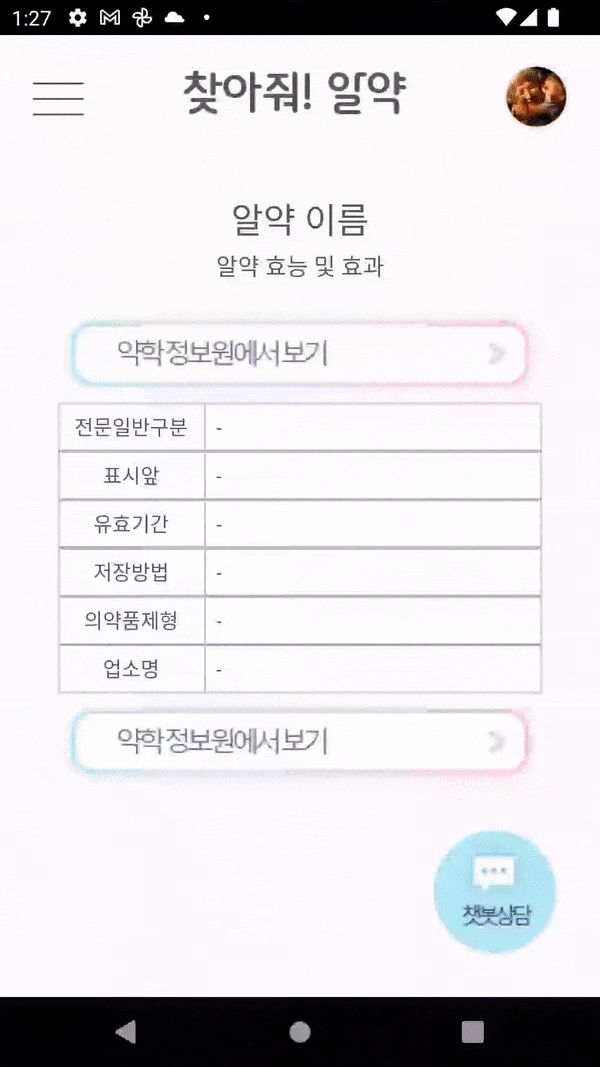 1:27
찾아줘! 알약
알약 이름
알약 효능 및 효과
약학정보원에서 보기
전문일반구분 -
표시앞 -
유효기간 -
저장방법 -
의약품제형 -
업소명 -
약학정보원에서 보기
챗봇상담